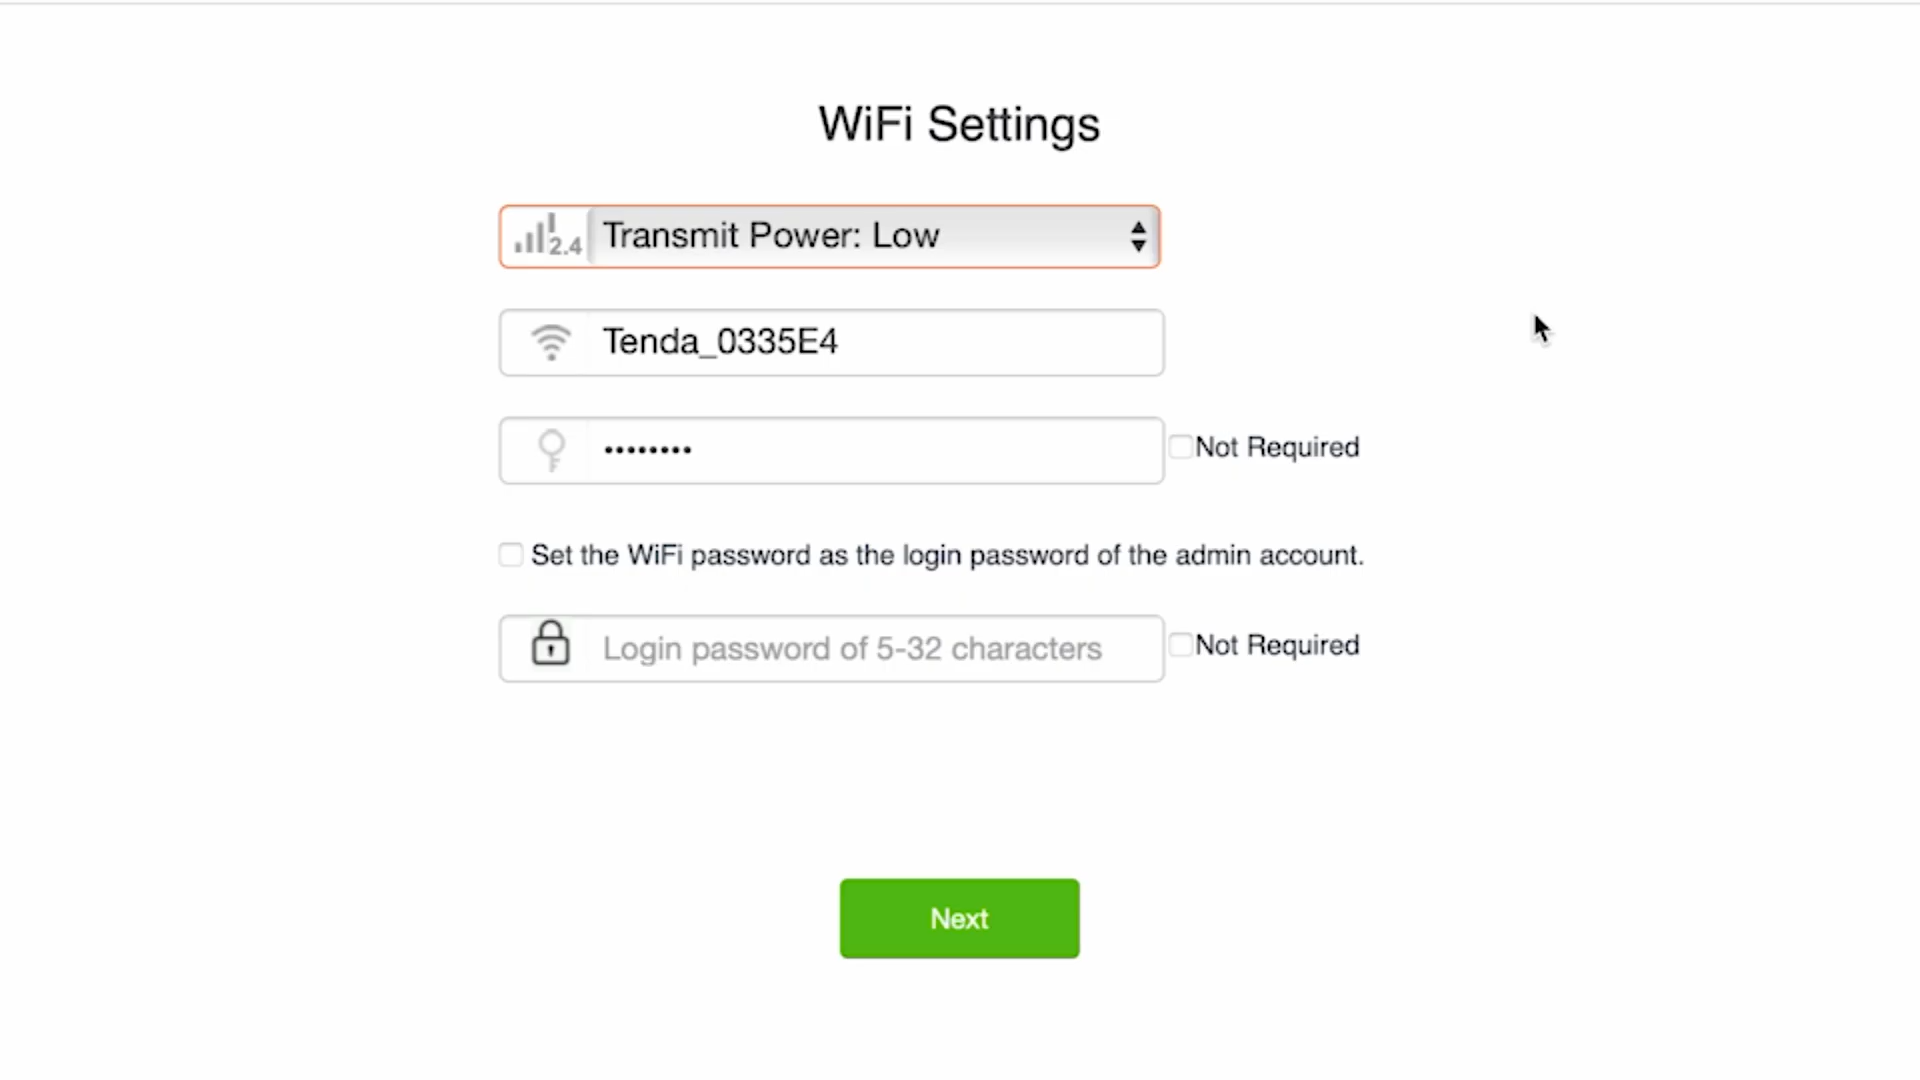 WiFi Settings
2.4 Transmit Power: Low
Tenda_0335E4
•••••••• Not Required
Set the WiFi password as the login password of the admin account.
Login password of 5-32 characters Not Required
Next